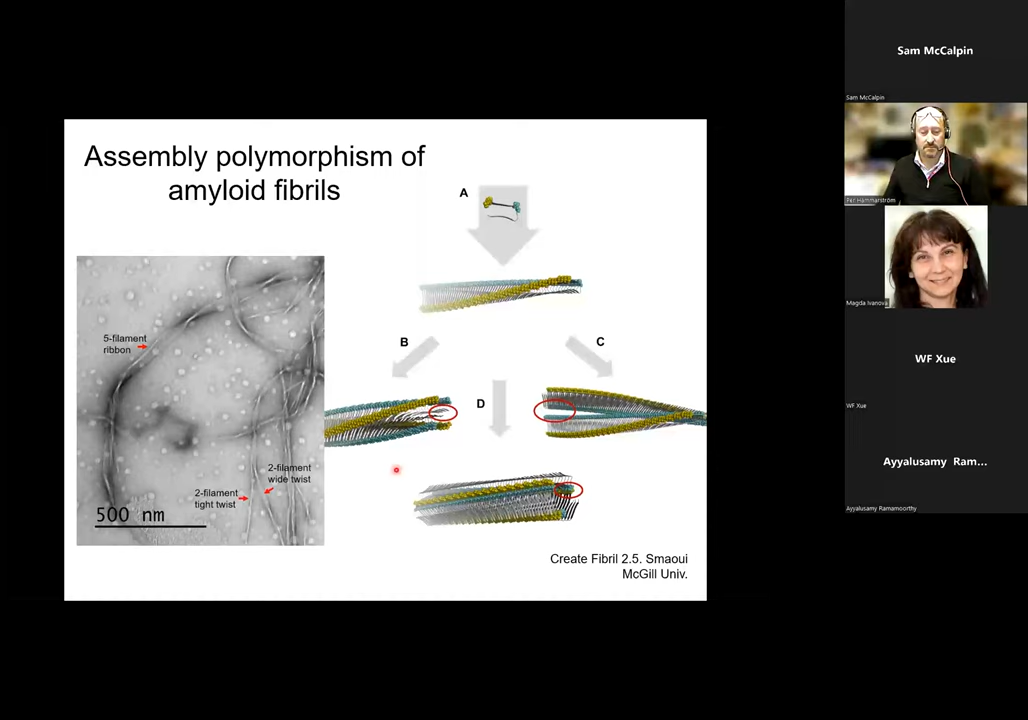 Assembly polymorphism of
amyloid fibrils
A
B
C
D
5-filament
ribbon
2-filament
wide twist
2-filament
tight twist
500 nm
Create Fibril 2.5. Smaoui
McGill Univ.
Sam McCalpin
Sam McCalpin
Per Hammarström
Magda Ivanova
WF Xue
WF Xue
Ayyalusamy Ram...
Ayyalusamy Ramamoorthy